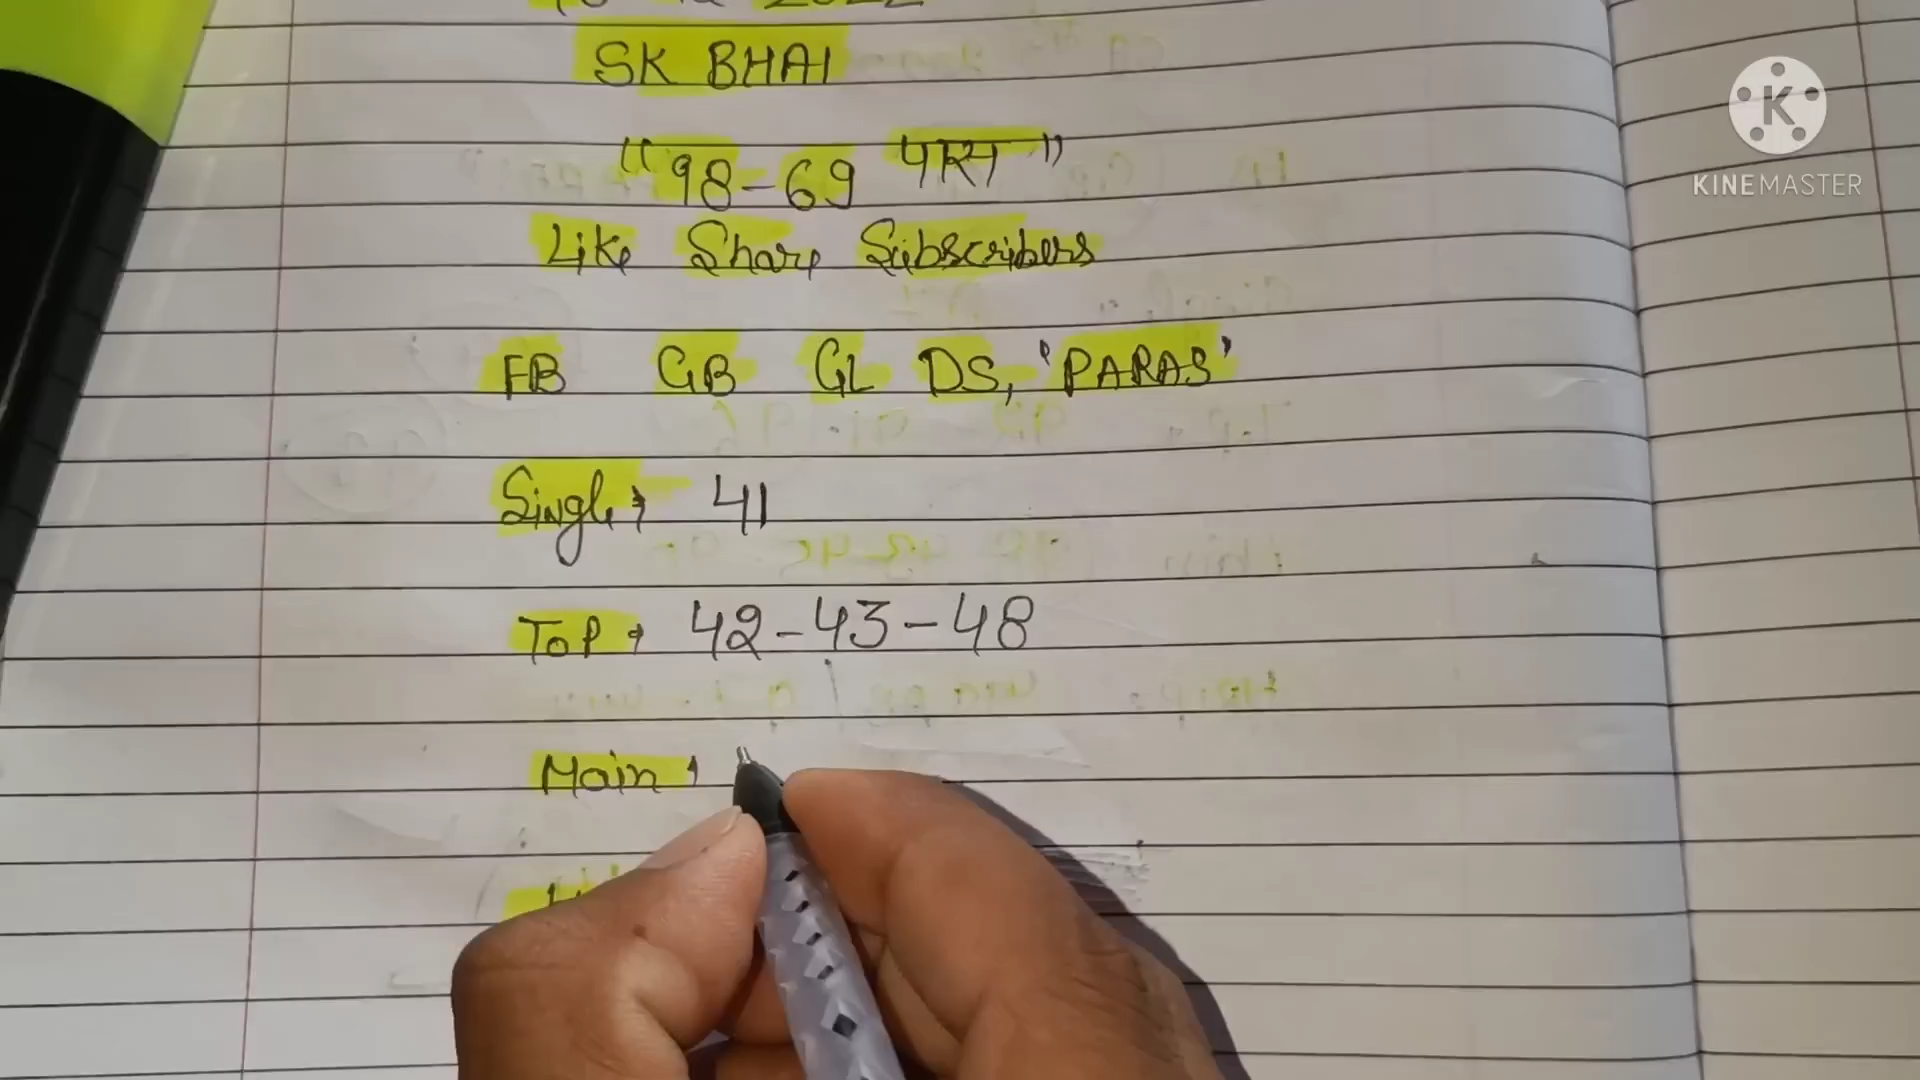 SK BHAI
"98-69 पास"
Like Share Subscribers
FB GB GL DS, 'PARAS'
Single 41
TOP 42-43-48
Main
KINEMASTER